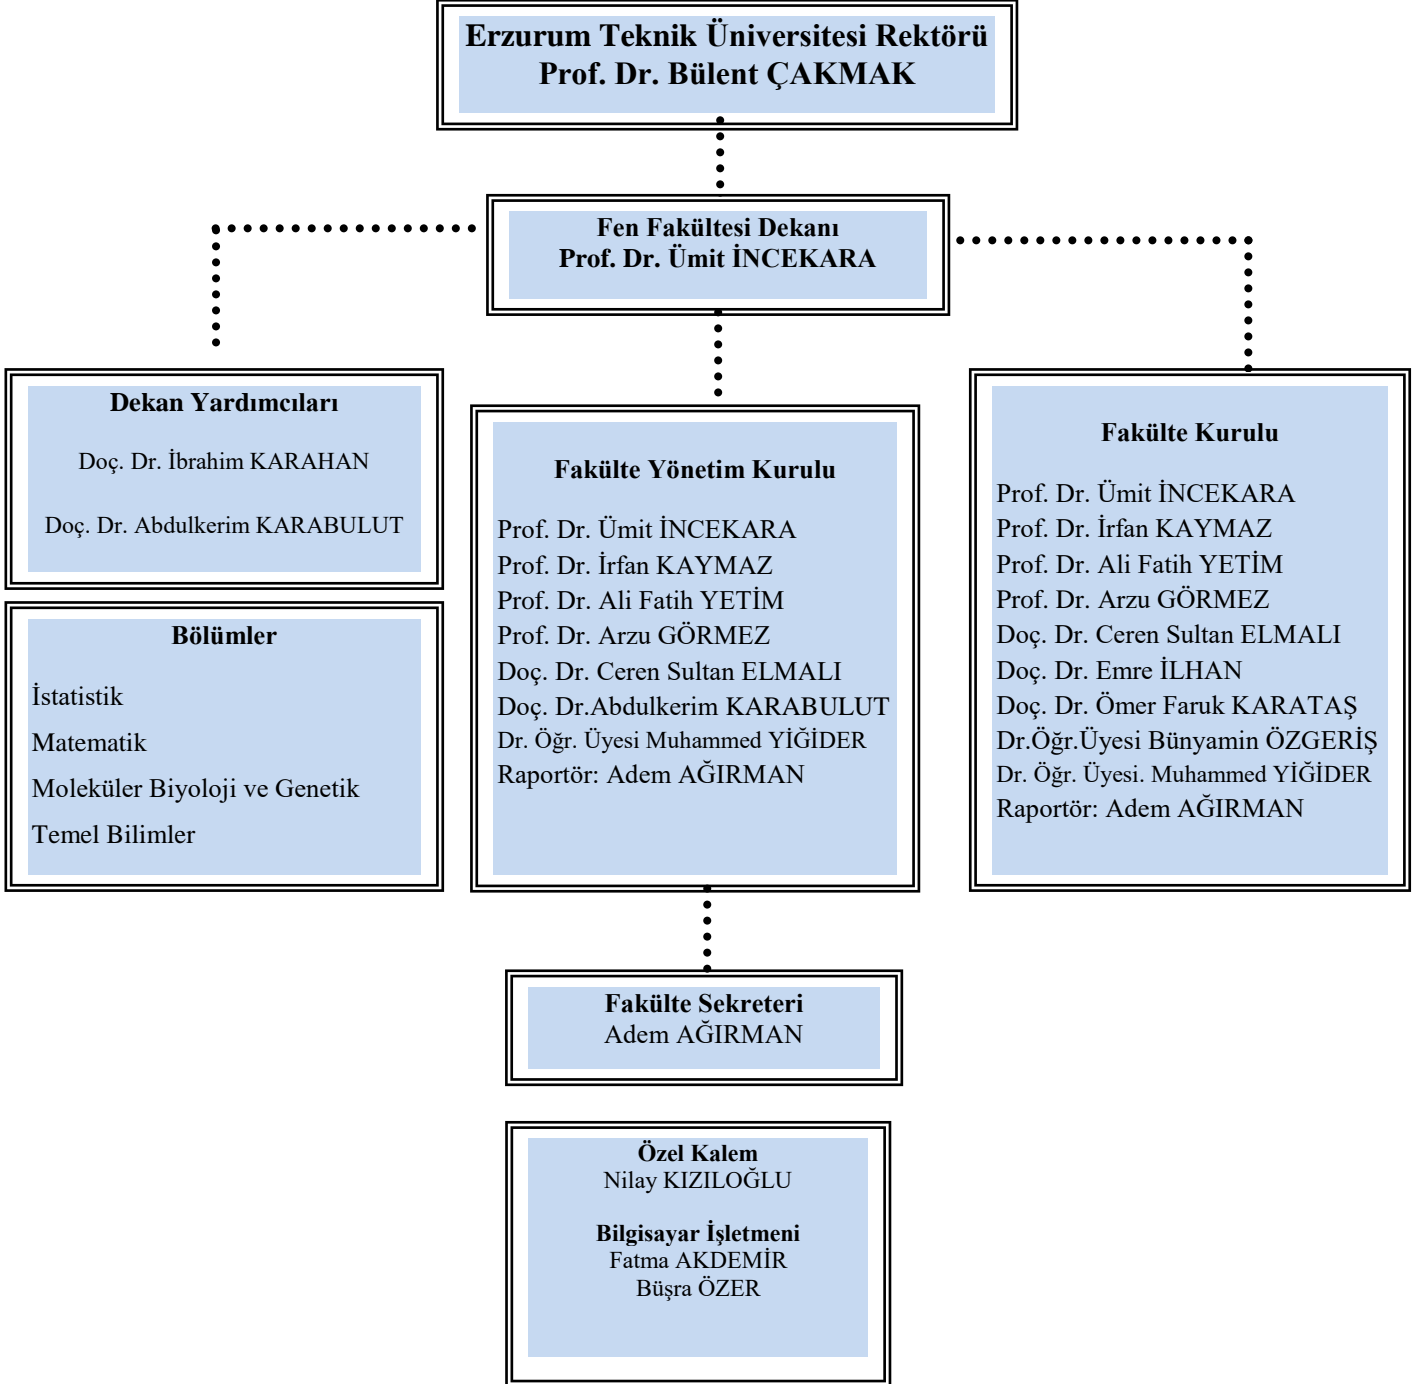 Erzurum Teknik Üniversitesi Rektörü
Prof. Dr. Bülent ÇAKMAK
Fen Fakültesi Dekanı
Prof. Dr. Ümit İNCEKARA
Dekan Yardımcıları
Doç. Dr. İbrahim KARAHAN
Doç. Dr. Abdulkerim KARABULUT
Bölümler
İstatistik
Matematik
Moleküler Biyoloji ve Genetik
Temel Bilimler
Fakülte Yönetim Kurulu
Prof. Dr. Ümit İNCEKARA
Prof. Dr. İrfan KAYMAZ
Prof. Dr. Ali Fatih YETİM
Prof. Dr. Arzu GÖRMEZ
Doç. Dr. Ceren Sultan ELMALI
Doç. Dr.Abdulkerim KARABULUT
Dr. Öğr. Üyesi Muhammed YİĞİDER
Raportör: Adem AĞIRMAN
Fakülte Kurulu
Prof. Dr. Ümit İNCEKARA
Prof. Dr. İrfan KAYMAZ
Prof. Dr. Ali Fatih YETİM
Prof. Dr. Arzu GÖRMEZ
Doç. Dr. Ceren Sultan ELMALI
Doç. Dr. Emre İLHAN
Doç. Dr. Ömer Faruk KARATAŞ
Dr.Öğr.Üyesi Bünyamin ÖZGERİŞ
Dr. Öğr. Üyesi. Muhammed YİĞİDER
Raportör: Adem AĞIRMAN
Fakülte Sekreteri
Adem AĞIRMAN
Özel Kalem
Nilay KIZILOĞLU
Bilgisayar İşletmeni
Fatma AKDEMİR
Büşra ÖZER